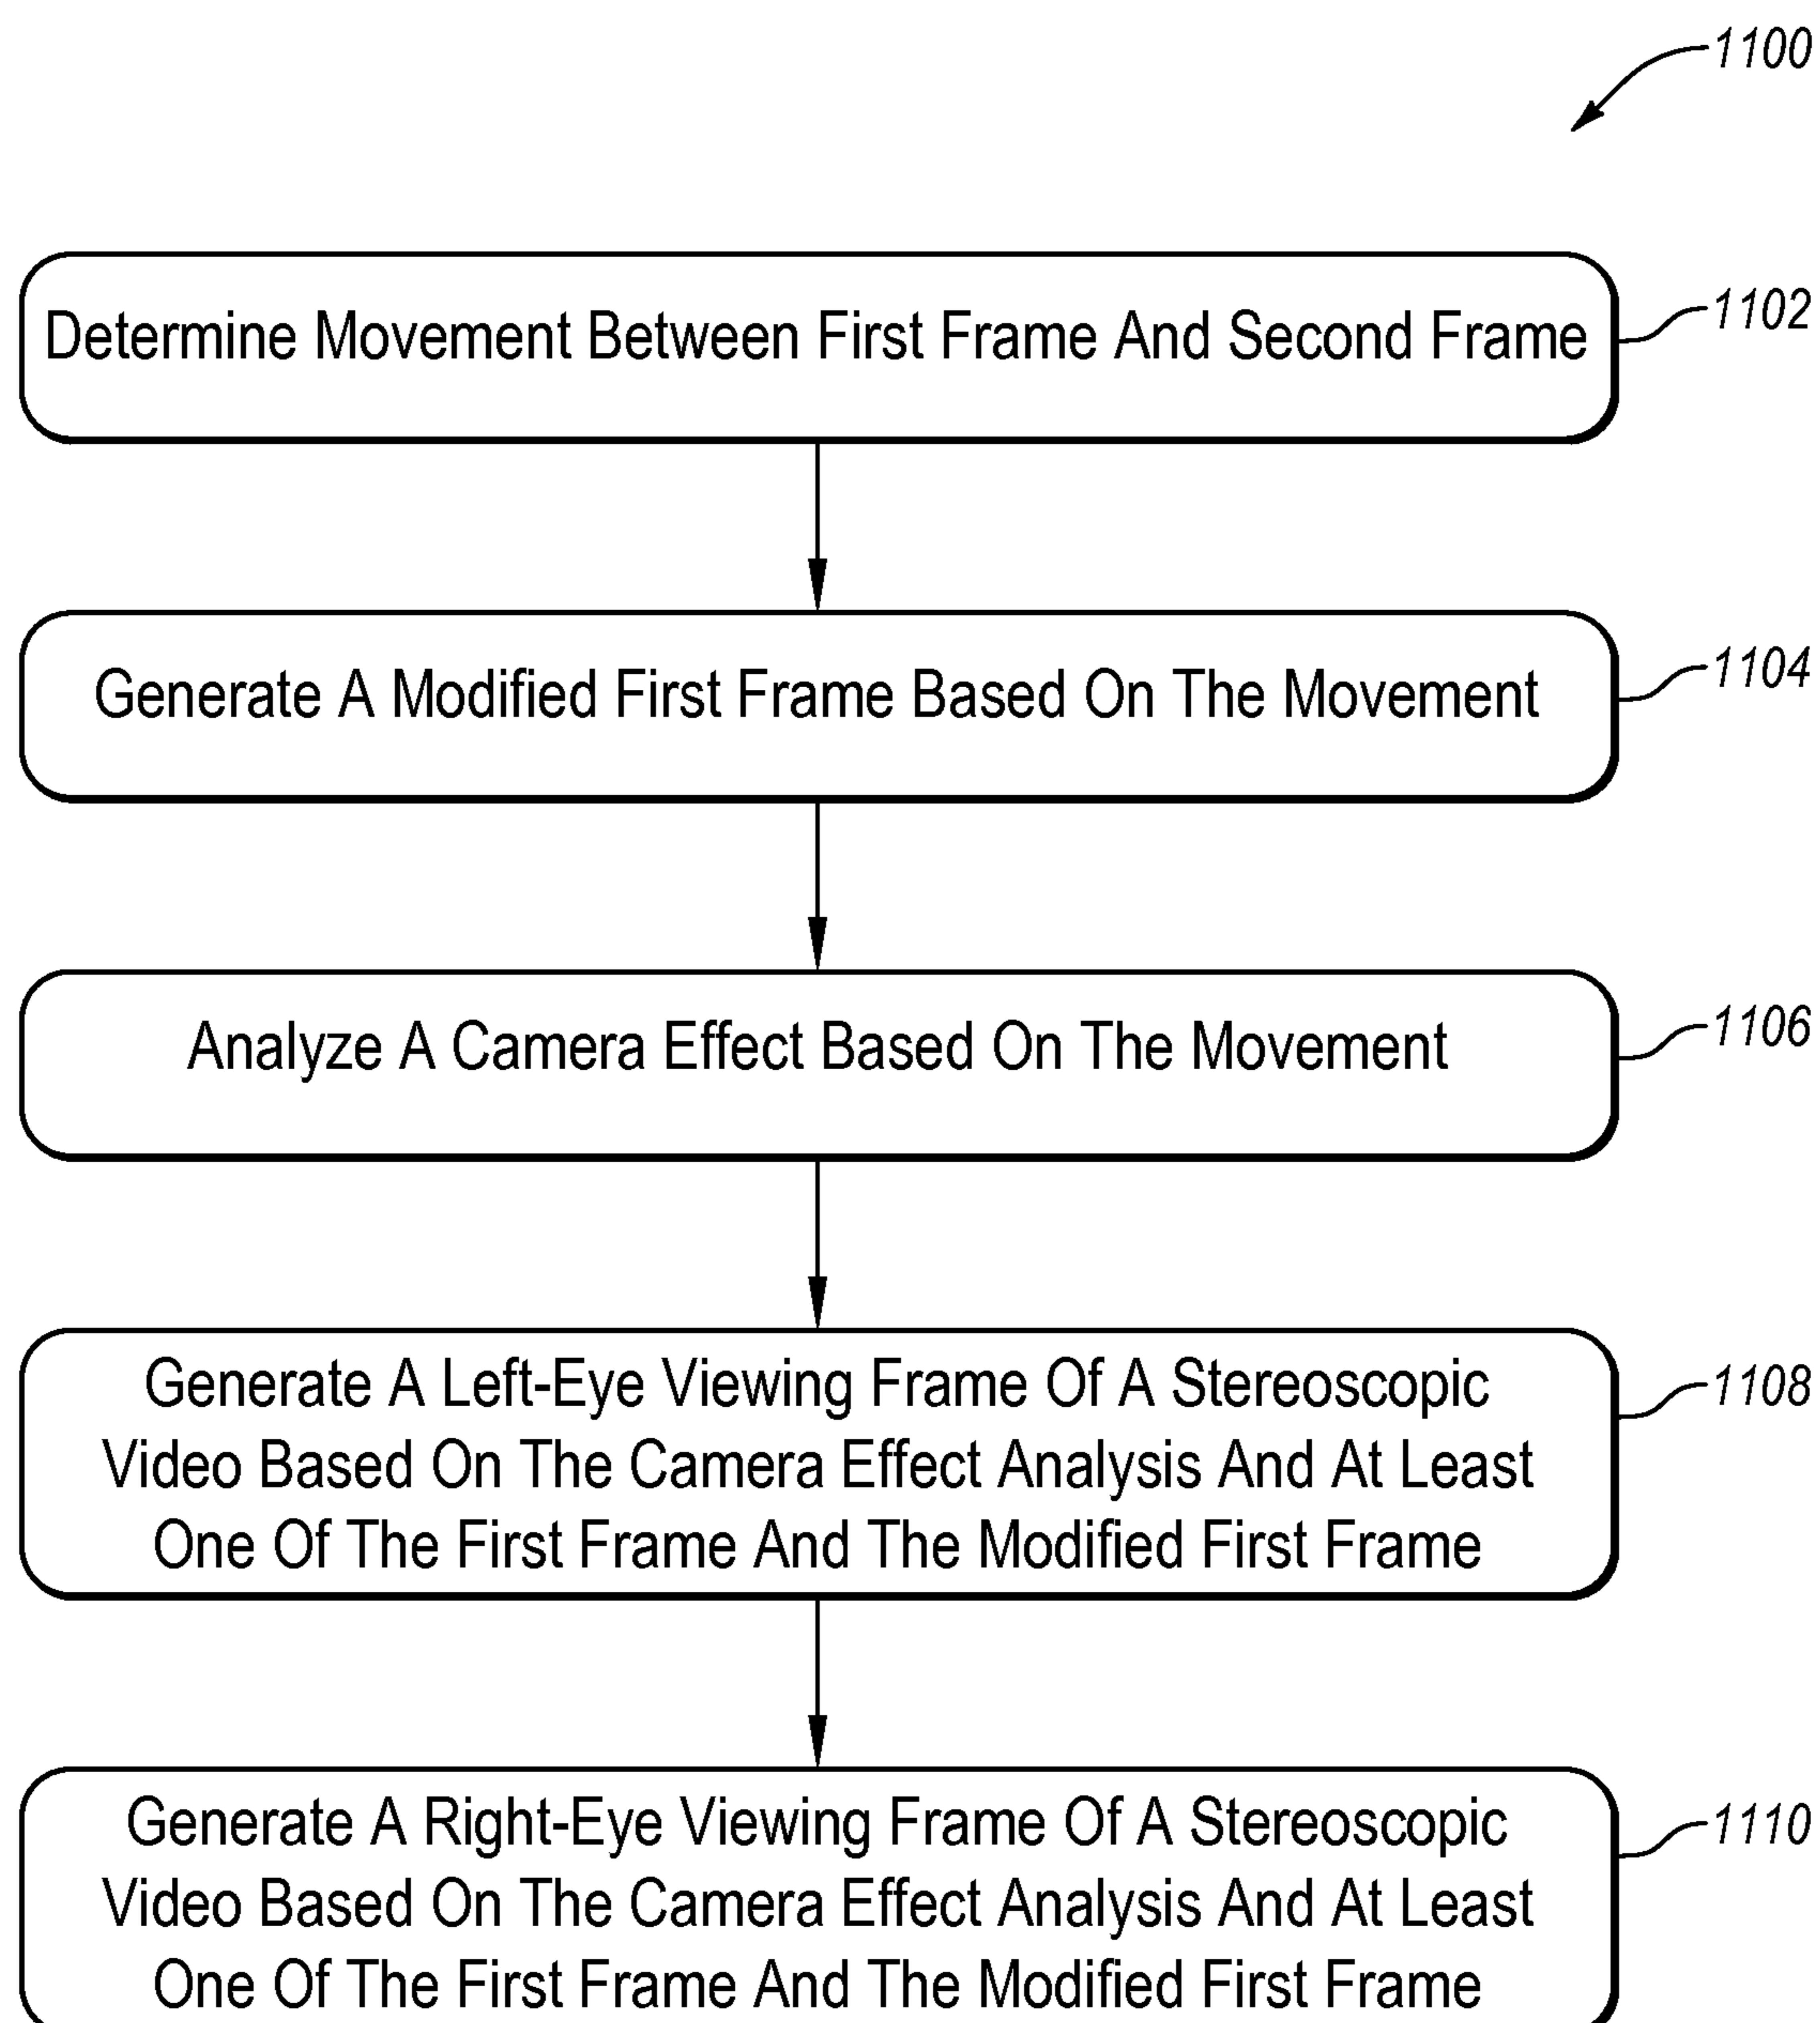 1100
Determine Movement Between First Frame And Second Frame
1102
Generate A Modified First Frame Based On The Movement
1104
Analyze A Camera Effect Based On The Movement
1106
Generate A Left-Eye Viewing Frame Of A Stereoscopic
Video Based On The Camera Effect Analysis And At Least
One Of The First Frame And The Modified First Frame
1108
Generate A Right-Eye Viewing Frame Of A Stereoscopic
Video Based On The Camera Effect Analysis And At Least
One Of The First Frame And The Modified First Frame
1110